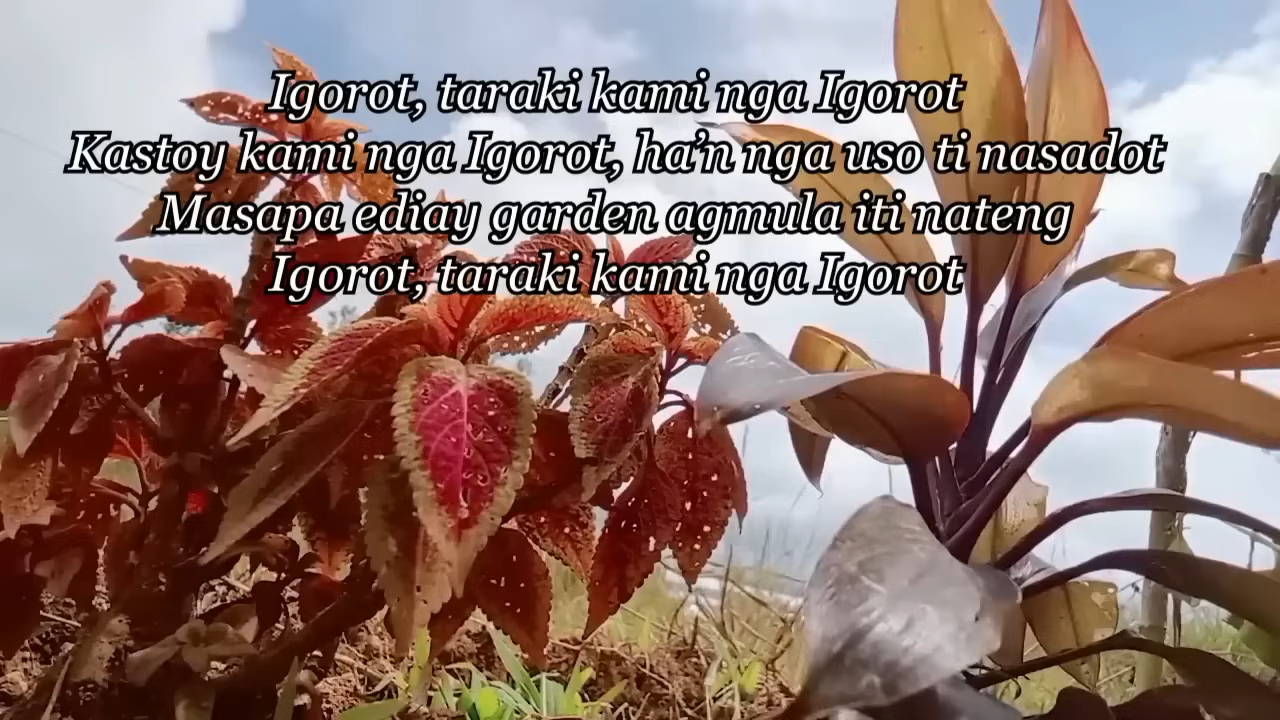 Igorot, taraki kami nga Igorot
Kastoy kami nga Igorot, ha’n nga uso ti nasadot
Masapa ediay garden agmula iti nateng
Igorot, taraki kami nga Igorot